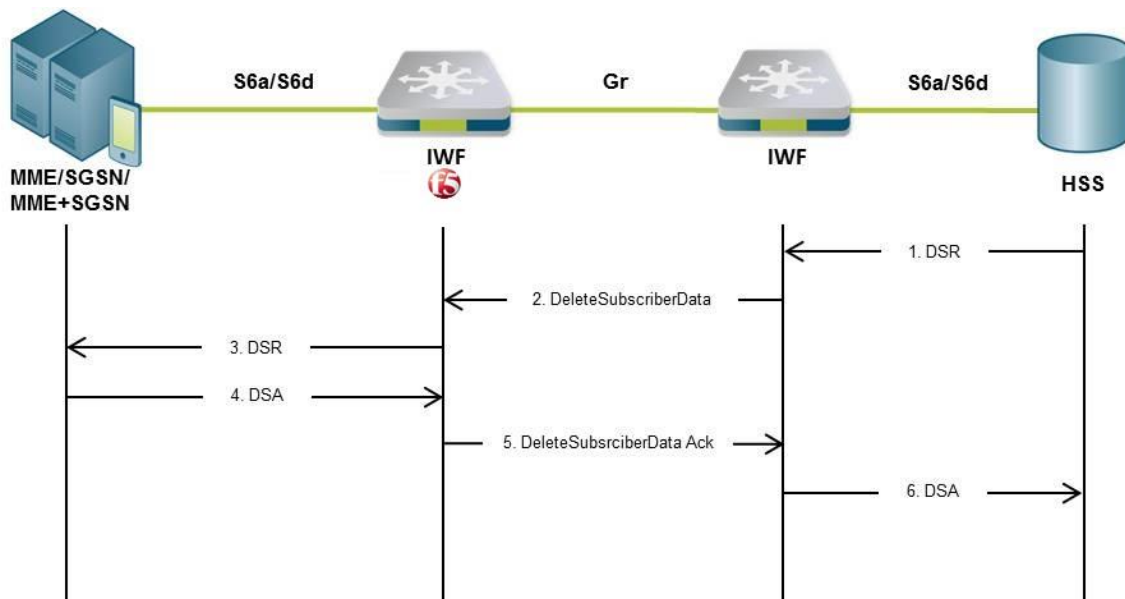 S6a/S6d
Gr
S6a/S6d
IWF
f5
IWF
MME/SGSN/
MME+SGSN
HSS
1. DSR
2. DeleteSubscriberData
3. DSR
4. DSA
5. DeleteSubsrciberData Ack
6. DSA